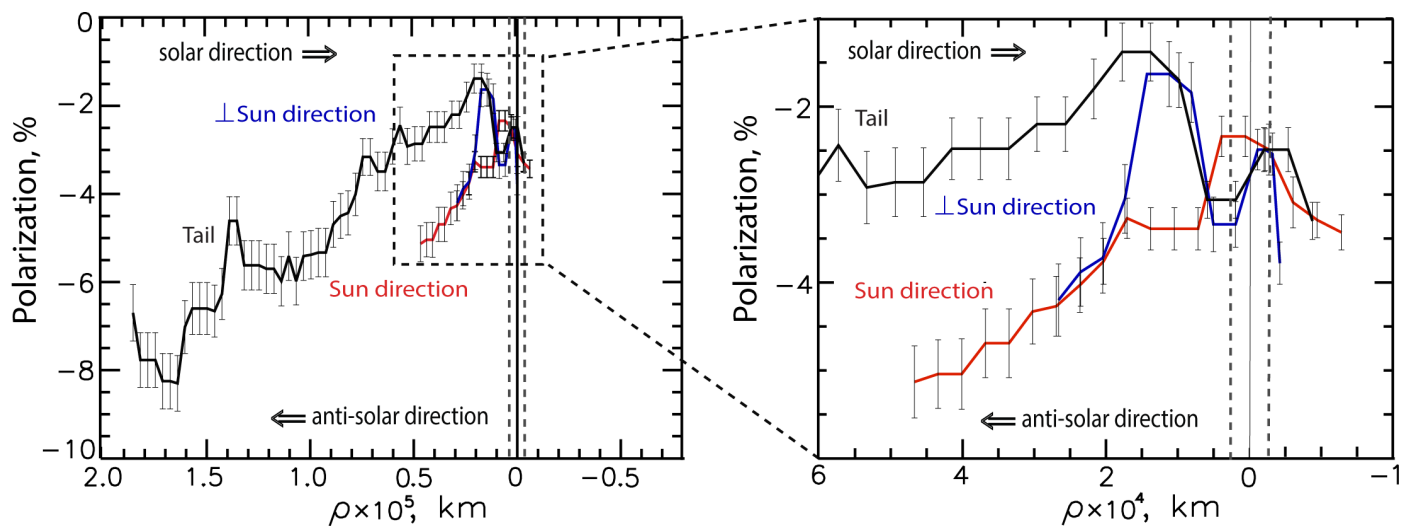 0
-2
-4
-6
-8
-10
Polarization, %
solar direction ⇒
⊥Sun direction
Tail
Sun direction
⇐ anti-solar direction
2.0 1.5 1.0 0.5 0 -0.5
ρ×10⁵, km
-2
-4
Polarization, %
solar direction ⇒
Tail
⊥Sun direction
Sun direction
⇐ anti-solar direction
6 4 2 0 -1
ρ×10⁴, km